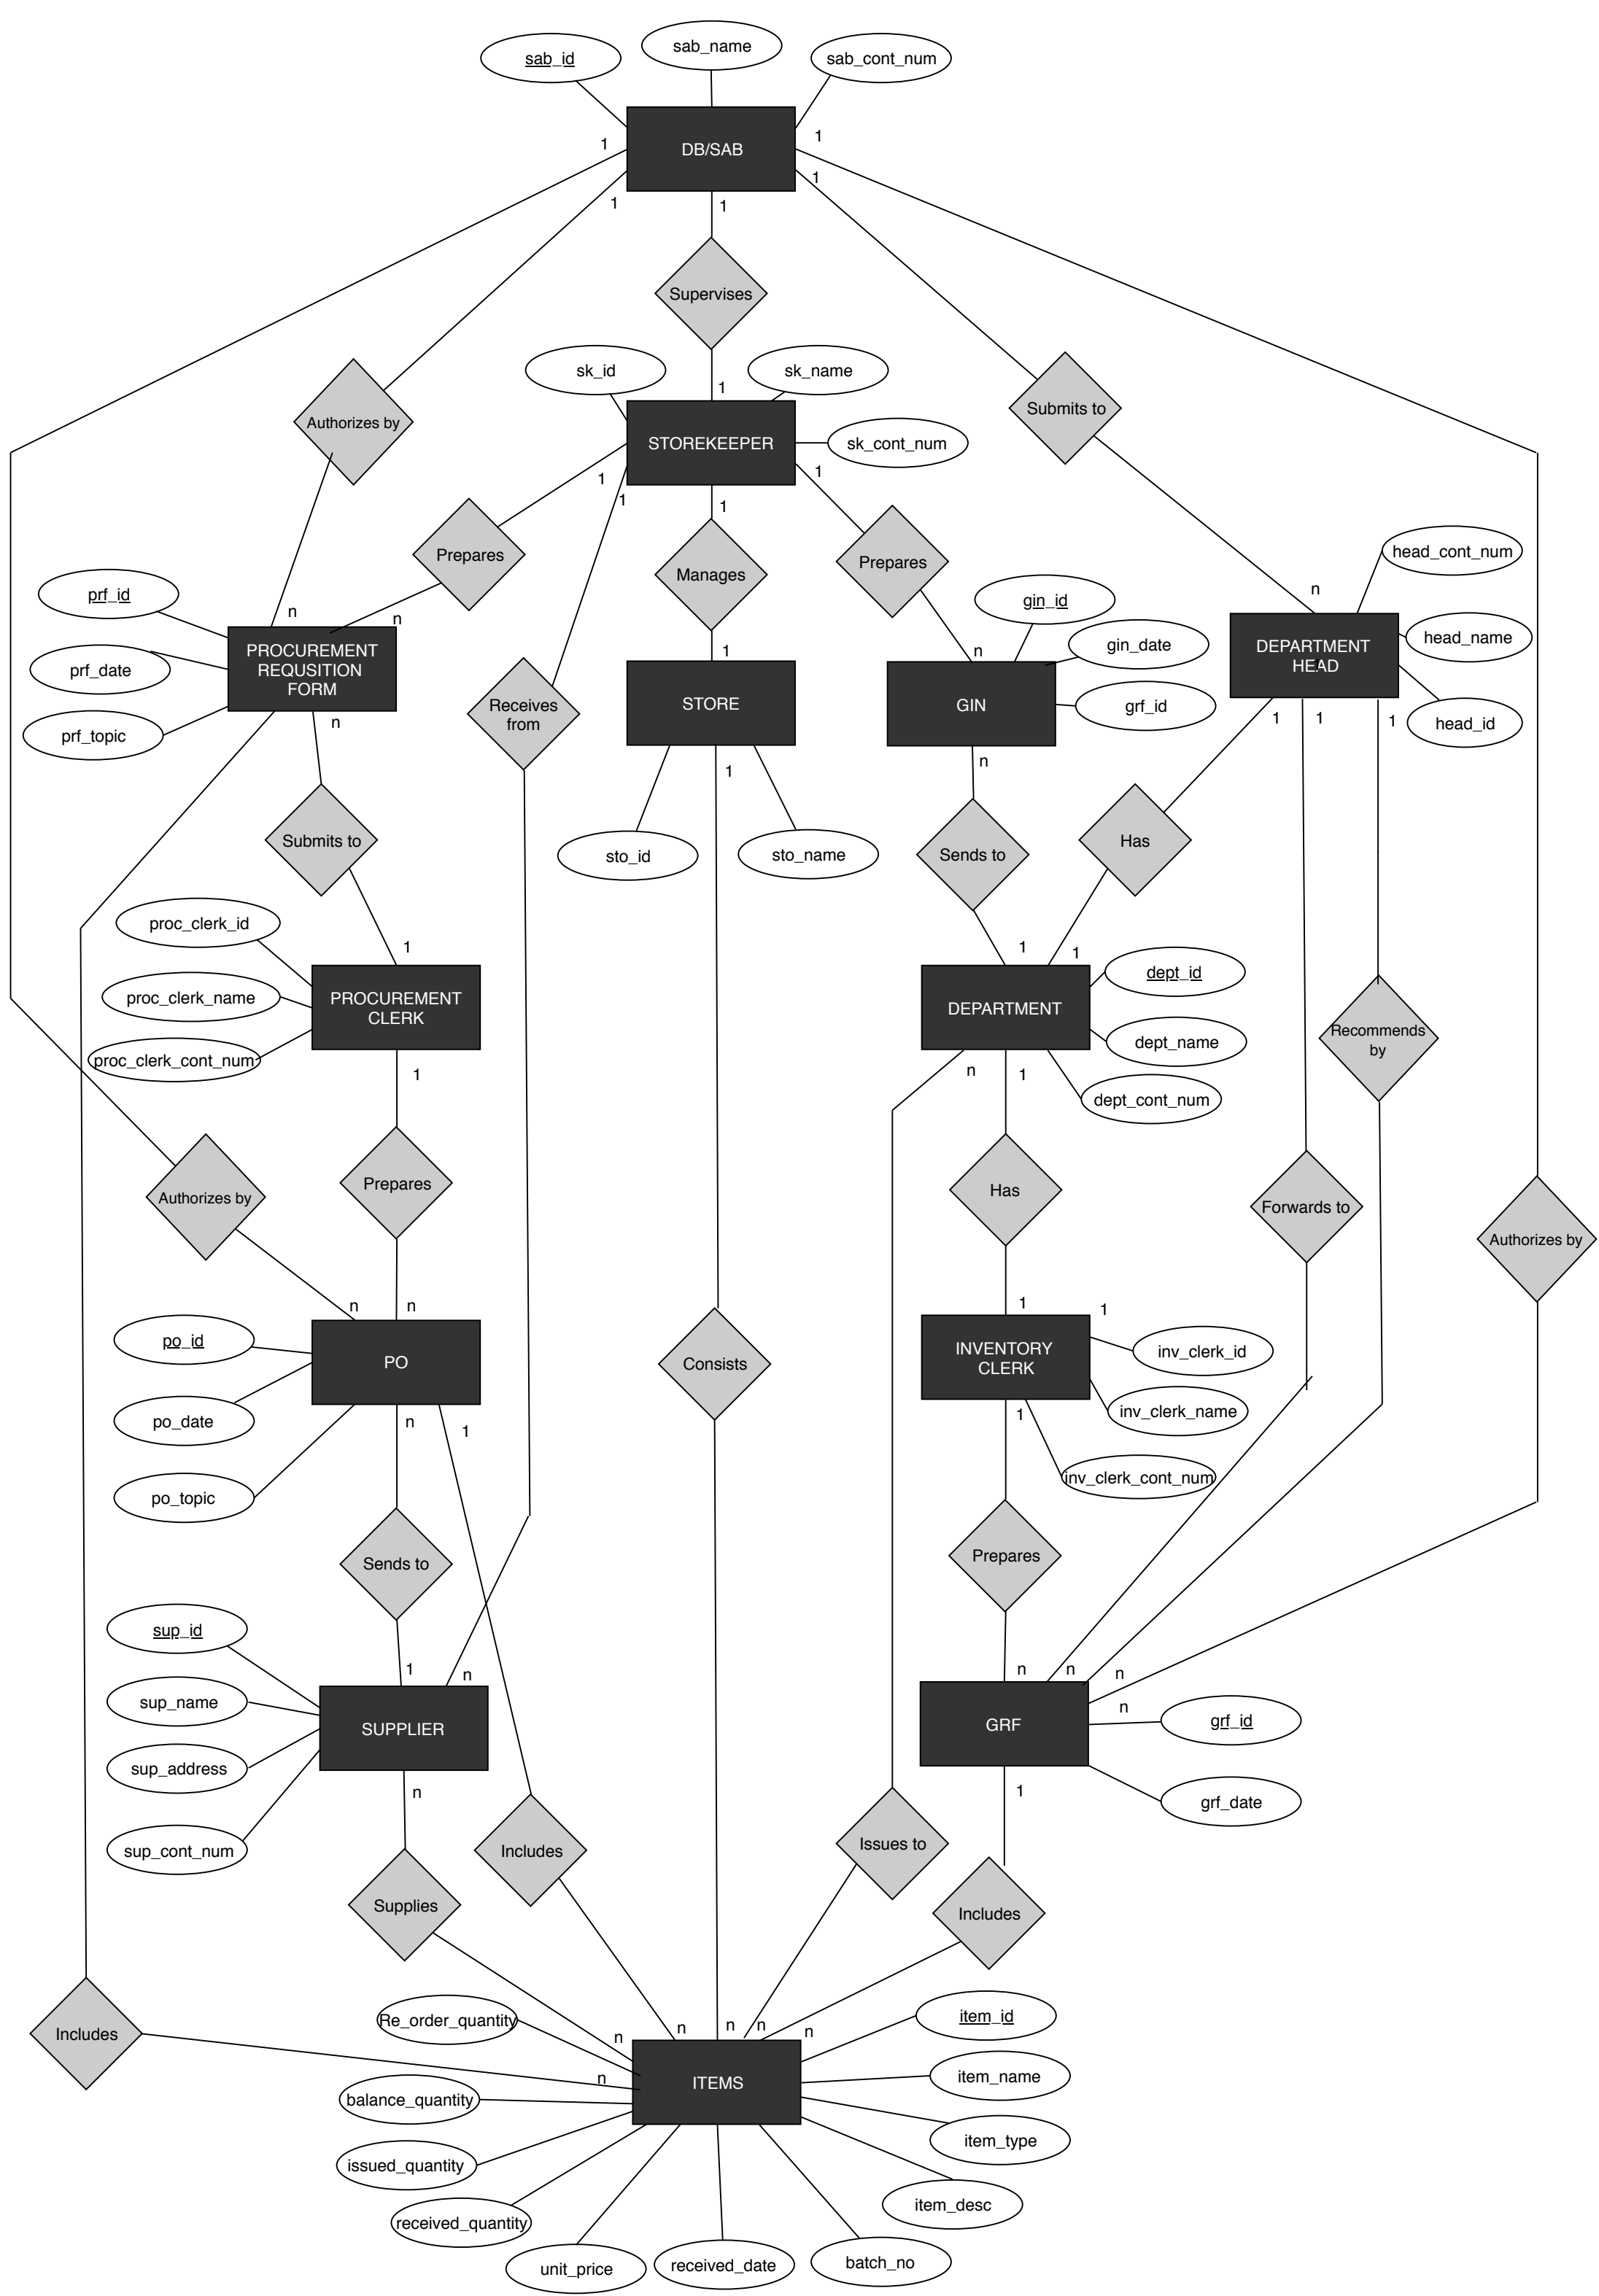 sab_id
sab_name
sab_cont_num
DB/SAB
1
1
1
1
1
Supervises
Authorizes by
Submits to
sk_id
sk_name
1
STOREKEEPER
sk_cont_num
1
1
1
1
Prepares
Manages
Prepares
head_cont_num
prf_id
n
n
gin_id
n
PROCUREMENT
REQUSITION
FORM
prf_date
prf_topic
n
1
n
gin_date
DEPARTMENT
HEAD
head_name
head_id
Receives
from
STORE
GIN
grf_id
1
n
1
1
1
Submits to
sto_id
sto_name
Sends to
Has
proc_clerk_id
1
1
1
proc_clerk_name
PROCUREMENT
CLERK
DEPARTMENT
dept_id
dept_name
proc_clerk_cont_num
1
n
1
dept_cont_num
Recommends
by
Authorizes by
Prepares
Has
Forwards to
Authorizes by
n
n
1
1
po_id
PO
Consists
INVENTORY
CLERK
inv_clerk_id
po_date
n
1
1
inv_clerk_name
po_topic
inv_clerk_cont_num
Sends to
Prepares
sup_id
1
n
n
n
n
sup_name
SUPPLIER
GRF
n
grf_id
sup_address
n
1
grf_date
sup_cont_num
Includes
Issues to
Supplies
Includes
Re_order_quantity
item_id
n
n
n
n
n
Includes
n
ITEMS
item_name
balance_quantity
item_type
issued_quantity
item_desc
received_quantity
unit_price
received_date
batch_no